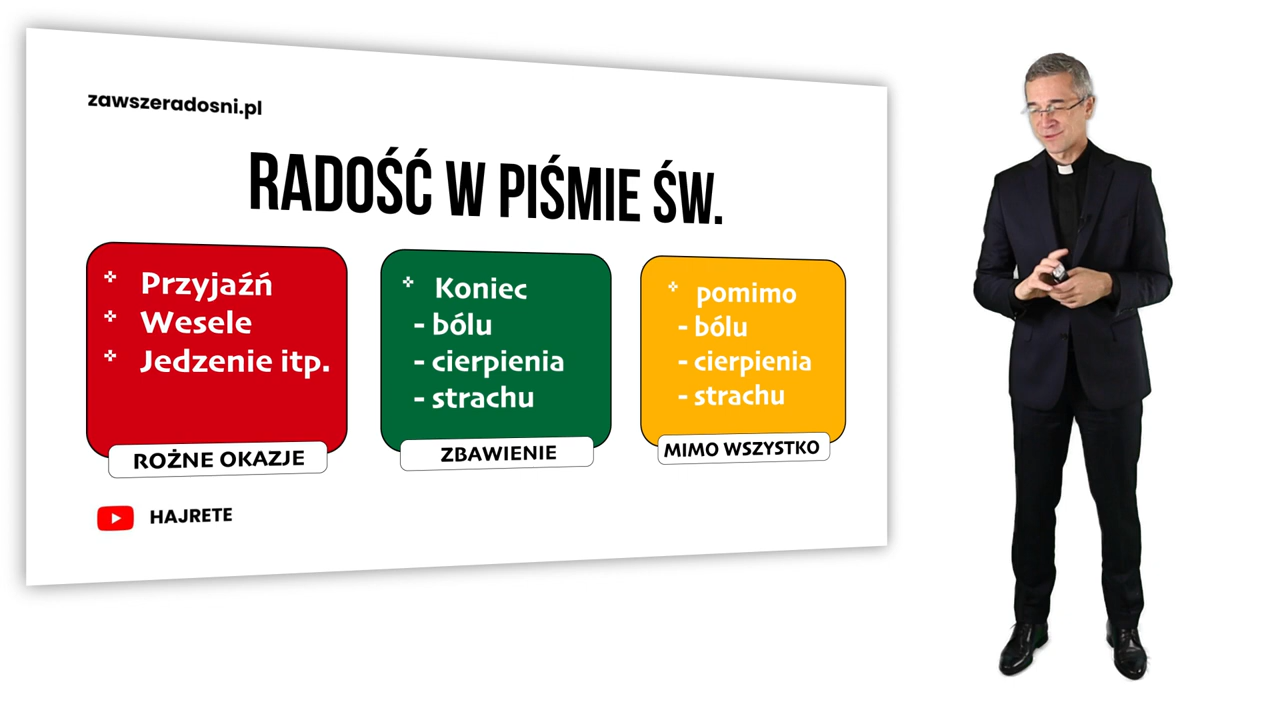 zawszeradosni.pl
RADOŚĆ W PIŚMIE ŚW.
Przyjaźń
Wesele
Jedzenie itp.
ROŻNE OKAZJE
Koniec
- bólu
- cierpienia
- strachu
ZBAWIENIE
pomimo
- bólu
- cierpienia
- strachu
MIMO WSZYSTKO
HAJRETE